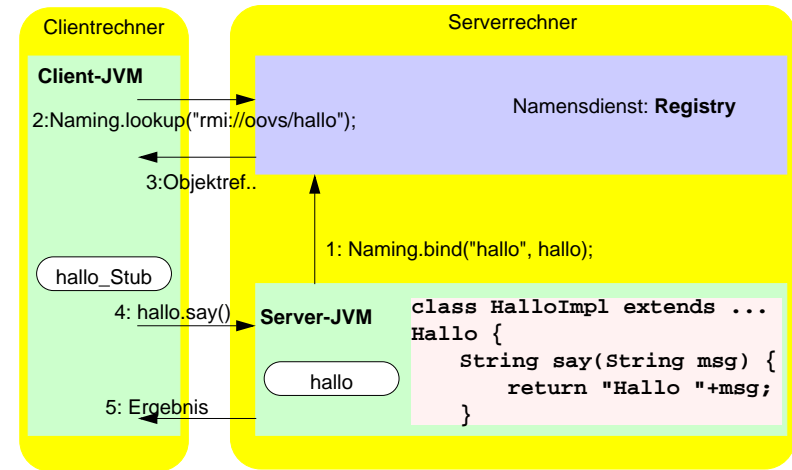 Clientrechner
Serverrechner
Client-JVM
2:Naming.lookup("rmi://oovs/hallo");
Namensdienst: Registry
3:Objektref..
1: Naming.bind("hallo", hallo);
hallo_Stub
4: hallo.say()
Server-JVM
hallo
class HalloImpl extends ...
Hallo {
String say(String msg) {
return "Hallo "+msg;
}
5: Ergebnis